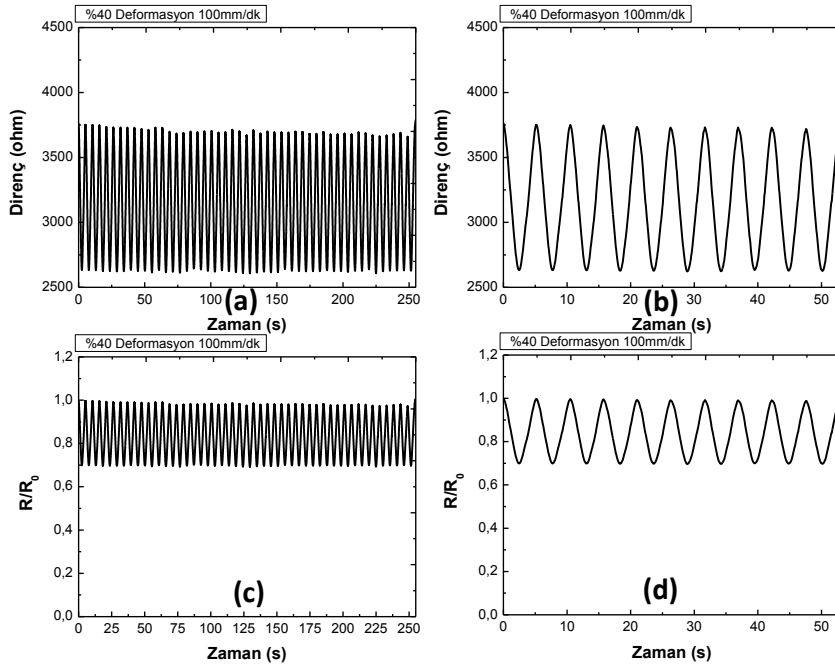 %40 Deformasyon 100mm/dk
4500
4000
3500
3000
2500
Direnç (ohm)
0 50 100 150 200 250
(a)
Zaman (s)
%40 Deformasyon 100mm/dk
4500
4000
3500
3000
2500
Direnç (ohm)
0 10 20 30 40 50
(b)
Zaman (s)
%40 Deformasyon 100mm/dk
1,2
1,0
0,8
0,6
0,4
0,2
0,0
R/R0
(c)
0 25 50 75 100 125 150 175 200 225 250
Zaman (s)
%40 Deformasyon 100mm/dk
1,2
1,0
0,8
0,6
0,4
0,2
0,0
R/R0
(d)
0 10 20 30 40 50
Zaman (s)